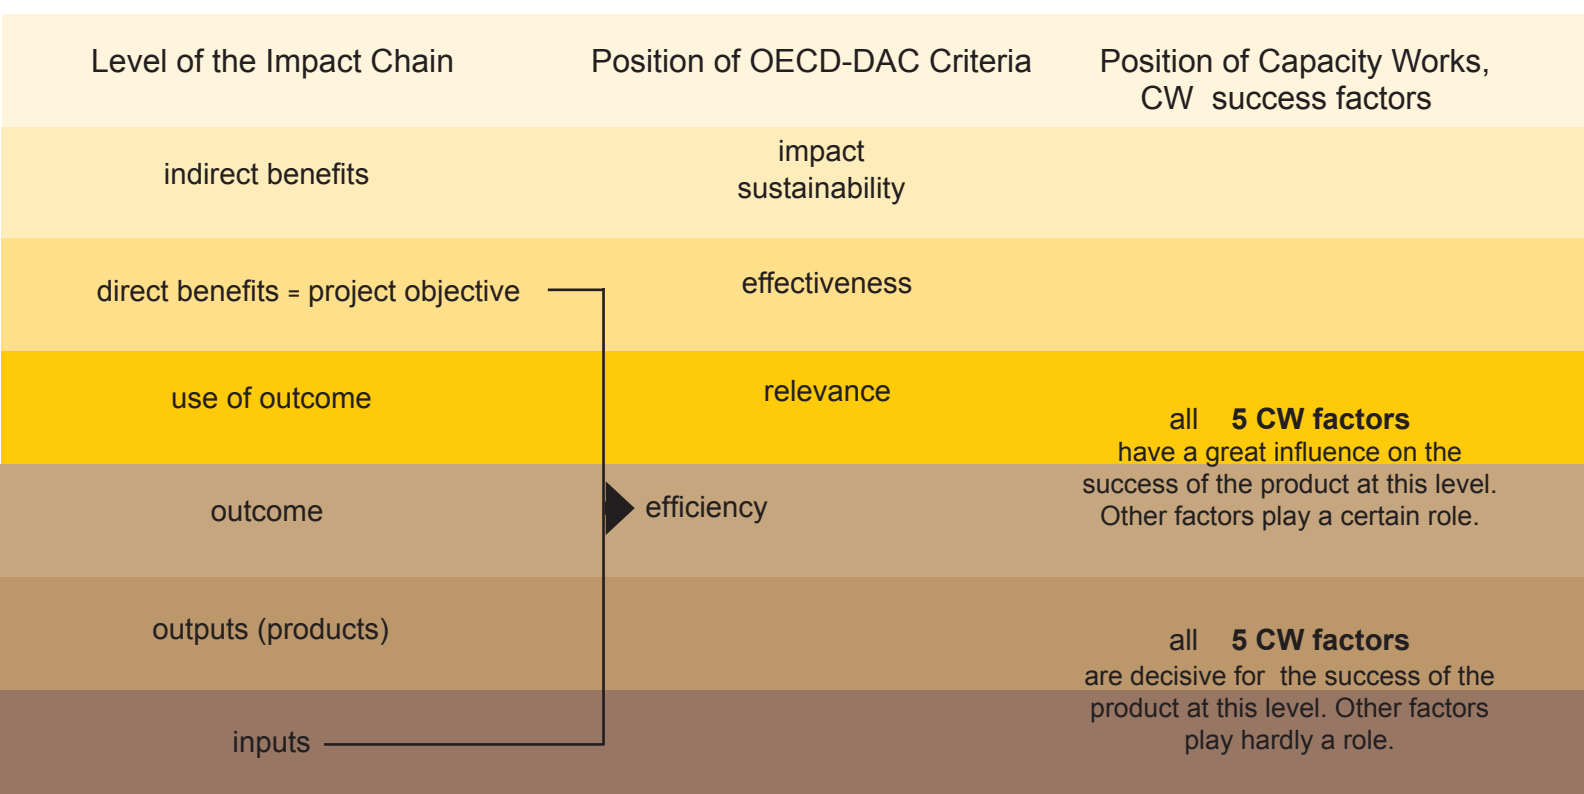 Level of the Impact Chain
Position of OECD-DAC Criteria
Position of Capacity Works,
CW success factors
indirect benefits
impact
sustainability
direct benefits = project objective
effectiveness
use of outcome
relevance
all 5 CW factors
have a great influence on the
success of the product at this level.
Other factors play a certain role.
outcome
efficiency
outputs (products)
all 5 CW factors
are decisive for the success of the
product at this level. Other factors
play hardly a role.
inputs